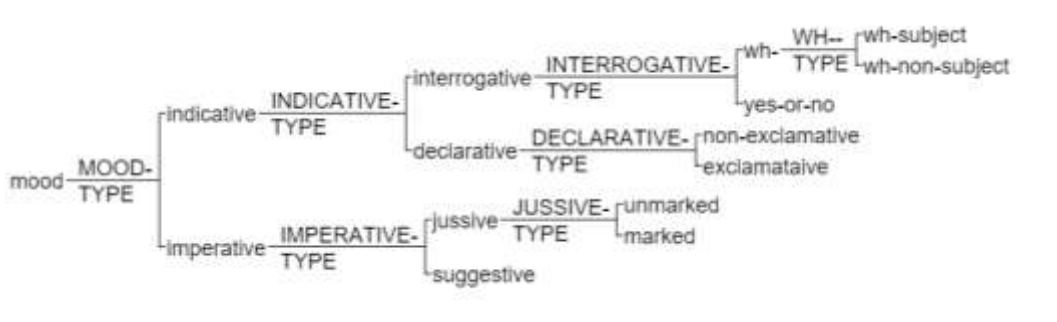 WH-- wh-subject
wh- TYPE wh-non-subject
INTERROGATIVE-
interrogative TYPE
yes-or-no
INDICATIVE-
indicative TYPE
DECLARATIVE- non-exclamative
declarative TYPE exclamataive
MOOD-
mood TYPE
JUSSIVE- unmarked
jussive TYPE marked
IMPERATIVE-
imperative TYPE
suggestive